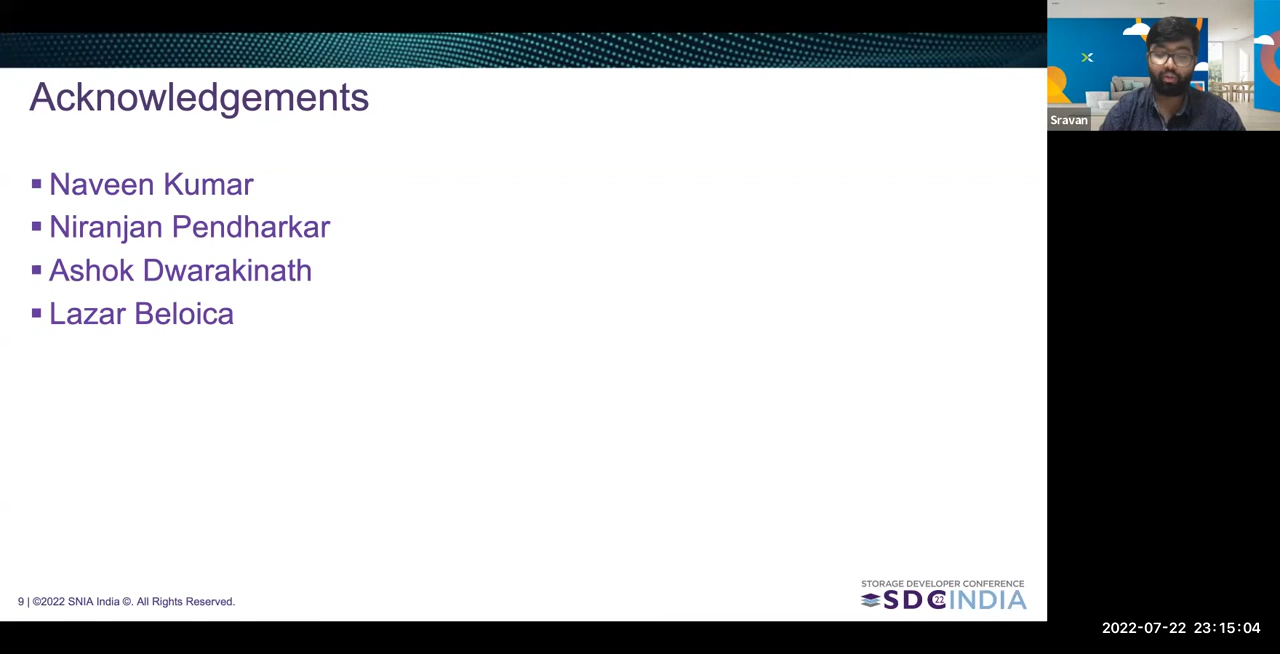 Acknowledgements
▪ Naveen Kumar
▪ Niranjan Pendharkar
▪ Ashok Dwarakinath
▪ Lazar Beloica
9 | ©2022 SNIA India ©. All Rights Reserved.
STORAGE DEVELOPER CONFERENCE
SDC 22 INDIA
Sravan
2022-07-22 23:15:04